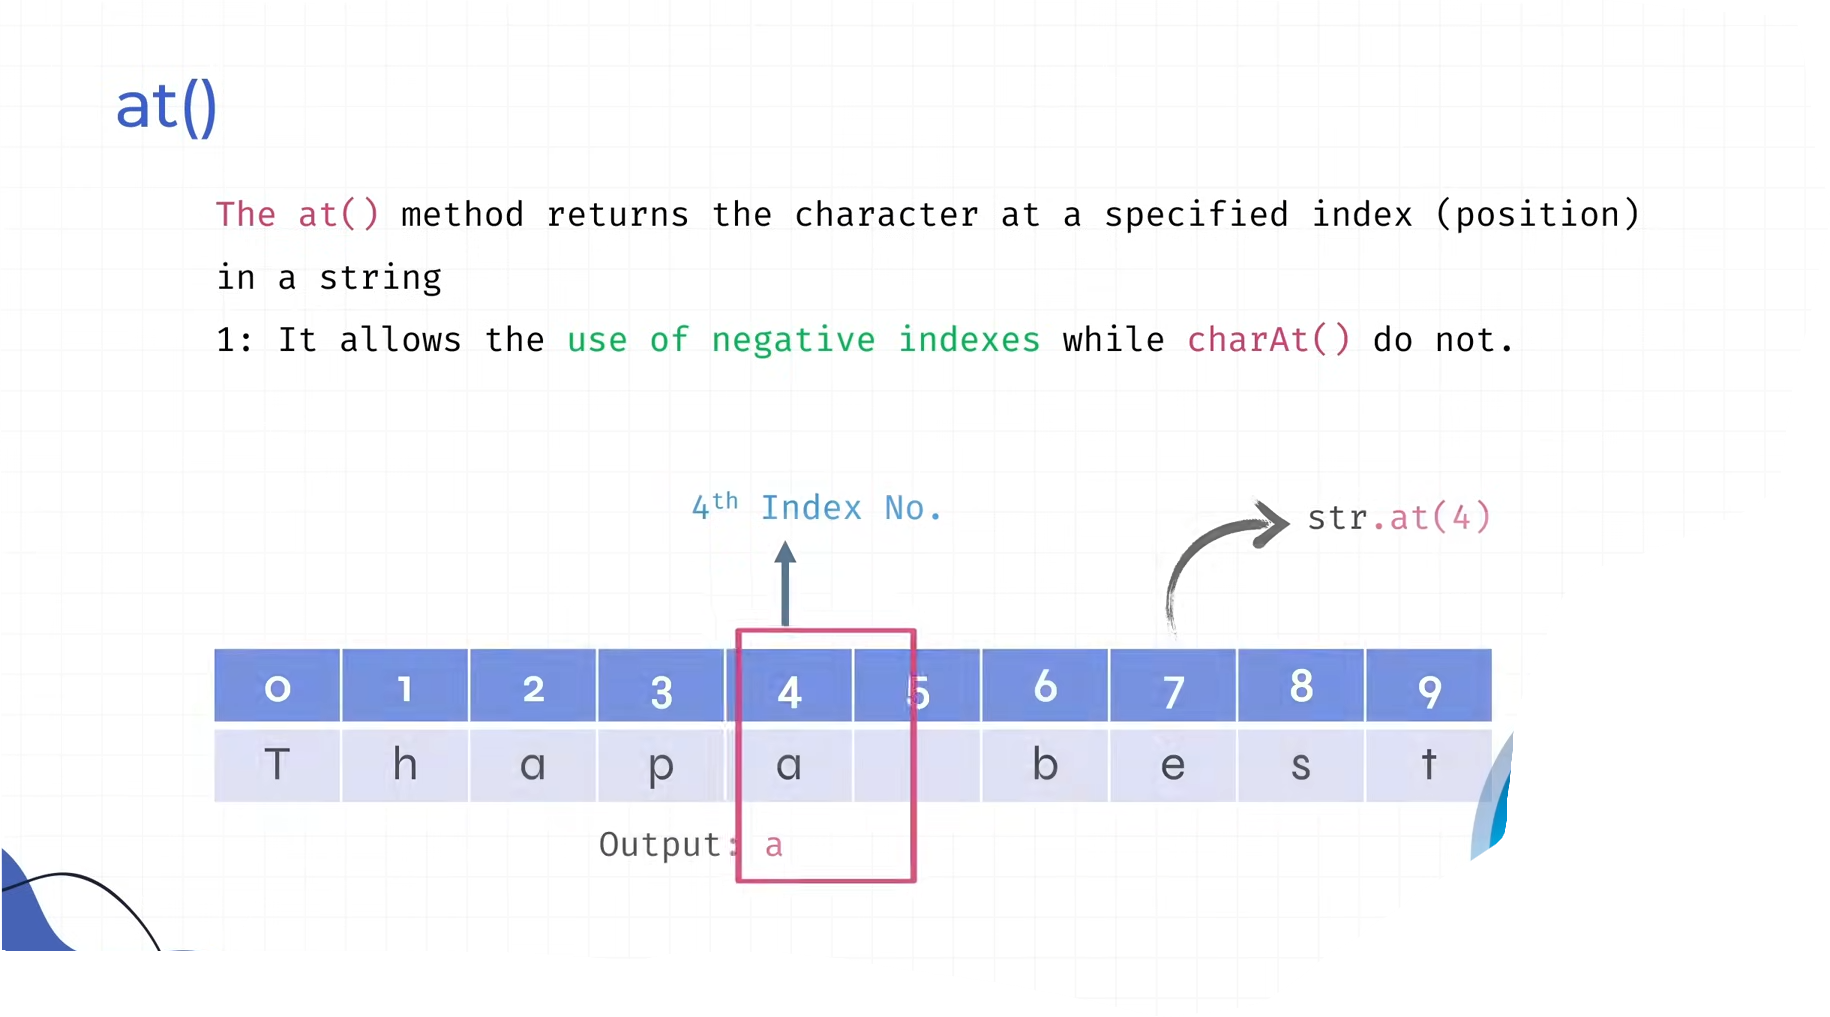 at()
The at() method returns the character at a specified index (position)
in a string
1: It allows the use of negative indexes while charAt() do not.
4th Index No.
str.at(4)
0 1 2 3 4 5 6 7 8 9
T h a p a b e s t
Output: a